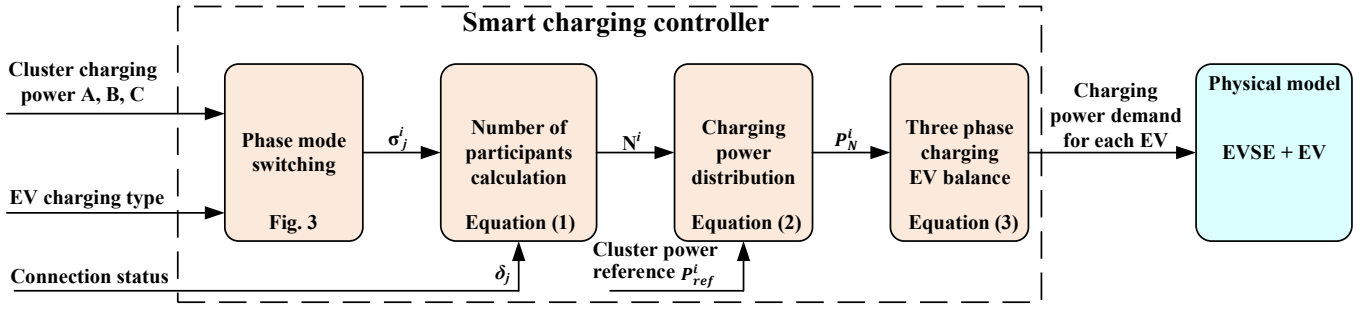 Smart charging controller
Cluster charging
power A, B, C
EV charging type
Connection status
Phase mode
switching
Fig. 3
σ_j^i
Number of
participants
calculation
Equation (1)
δ_j
N^i
Charging
power
distribution
Equation (2)
Cluster power
reference P_ref^i
P_N^i
Three phase
charging
EV balance
Equation (3)
Charging
power demand
for each EV
Physical model
EVSE + EV